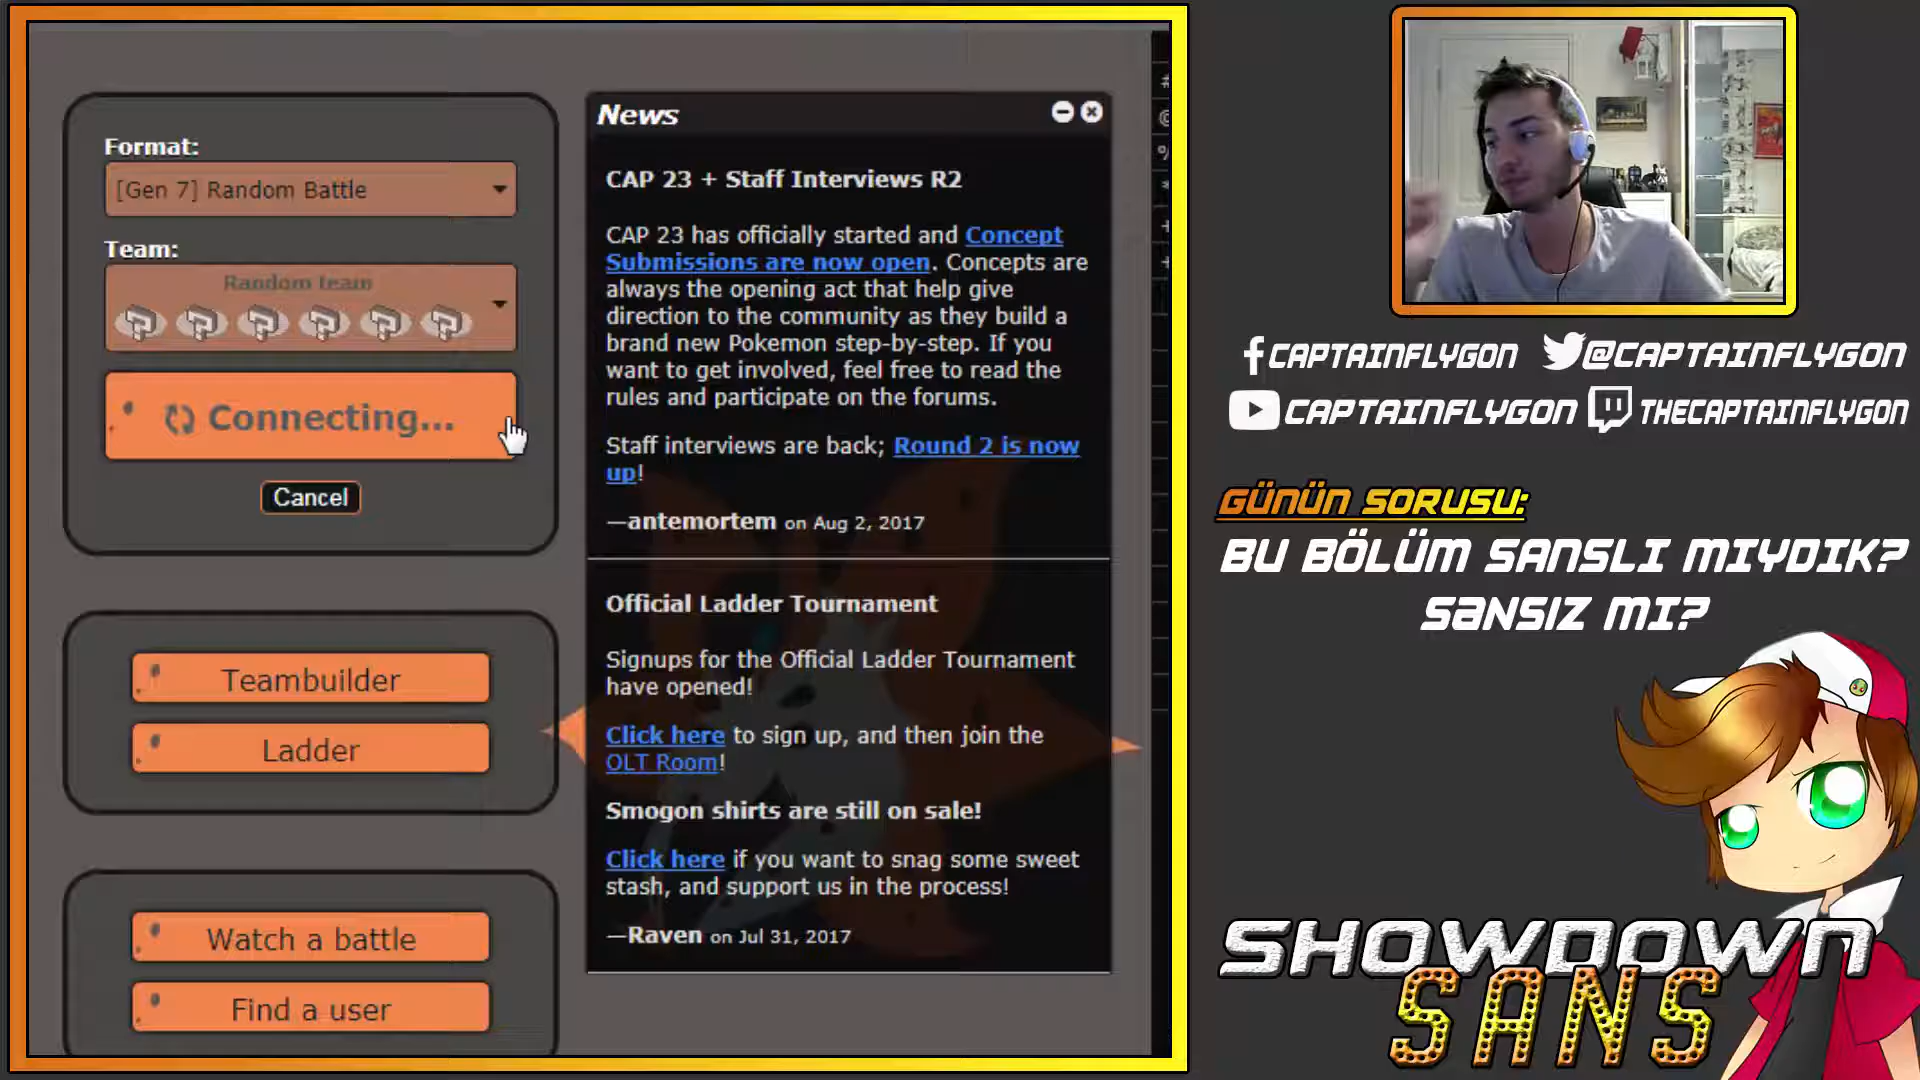 Format:
[Gen 7] Random Battle
Team:
Random team
Connecting...
Cancel
Teambuilder
Ladder
Watch a battle
Find a user
News
CAP 23 + Staff Interviews R2
CAP 23 has officially started and Concept
Submissions are now open. Concepts are
always the opening act that help give
direction to the community as they build a
brand new Pokemon step-by-step. If you
want to get involved, feel free to read the
rules and participate on the forums.
Staff interviews are back; Round 2 is now
up!
—antemortem on Aug 2, 2017
Official Ladder Tournament
Signups for the Official Ladder Tournament
have opened!
Click here to sign up, and then join the
OLT Room!
Smogon shirts are still on sale!
Click here if you want to snag some sweet
stash, and support us in the process!
—Raven on Jul 31, 2017
CAPTAINFLYGON
@CAPTAINFLYGON
CAPTAINFLYGON
THECAPTAINFLYGON
GÜNÜN SORUSU:
BU BÖLÜM SANSLI MIYDIK?
SANSIZ MI?
SHOWDOWN
SANS